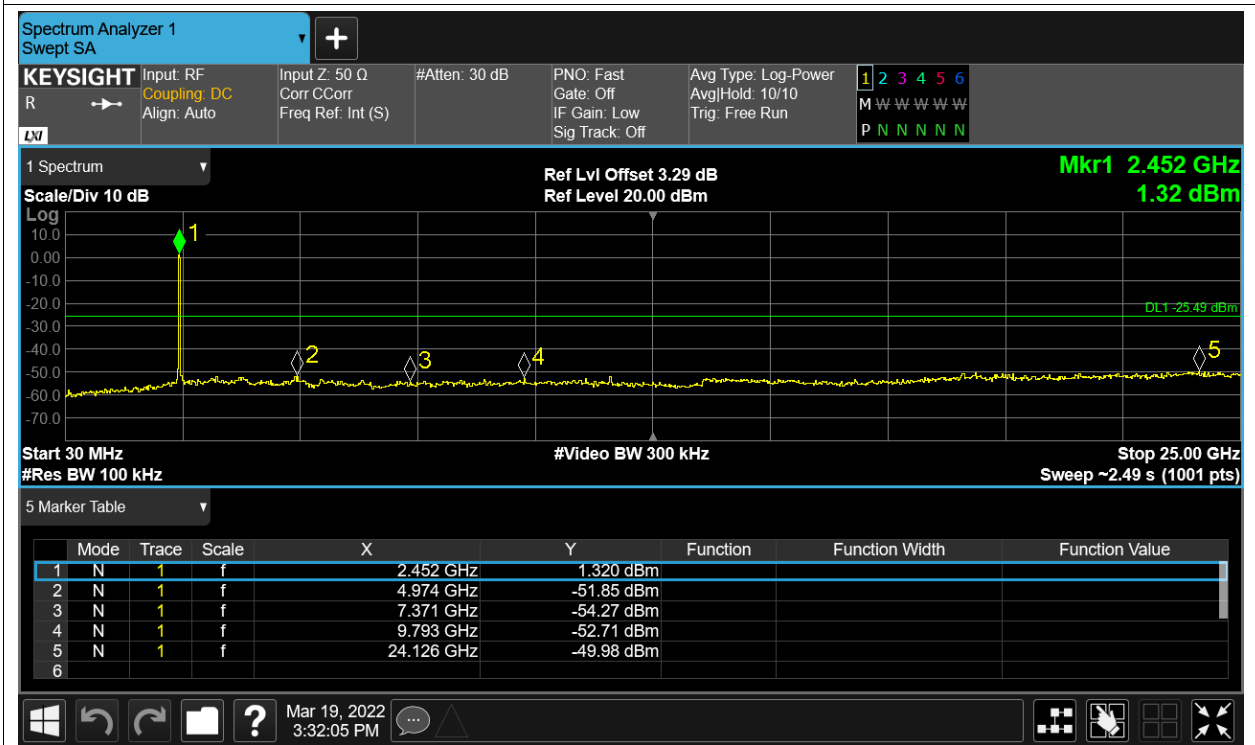 Spectrum Analyzer 1
Swept SA
KEYSIGHT Input: RF Input Z: 50 Ω #Atten: 30 dB PNO: Fast Avg Type: Log-Power 1 2 3 4 5 6
R Coupling: DC Corr CCorr Gate: Off Avg|Hold: 10/10 M W W W W W
Align: Auto Freq Ref: Int (S) IF Gain: Low Trig: Free Run
LXI Sig Track: Off P N N N N N
1 Spectrum Ref Lvl Offset 3.29 dB Mkr1 2.452 GHz
Scale/Div 10 dB Ref Level 20.00 dBm 1.32 dBm
Log
10.0 1
0.00
-10.0
-20.0 DL1 -25.49 dBm
-30.0
-40.0 2 3 4 5
-50.0
-60.0
-70.0
Start 30 MHz #Video BW 300 kHz Stop 25.00 GHz
#Res BW 100 kHz Sweep ~2.49 s (1001 pts)
5 Marker Table
Mode Trace Scale X Y Function Function Width Function Value
1 N 1 f 2.452 GHz 1.320 dBm
2 N 1 f 4.974 GHz -51.85 dBm
3 N 1 f 7.371 GHz -54.27 dBm
4 N 1 f 9.793 GHz -52.71 dBm
5 N 1 f 24.126 GHz -49.98 dBm
6
? Mar 19, 2022
3:32:05 PM